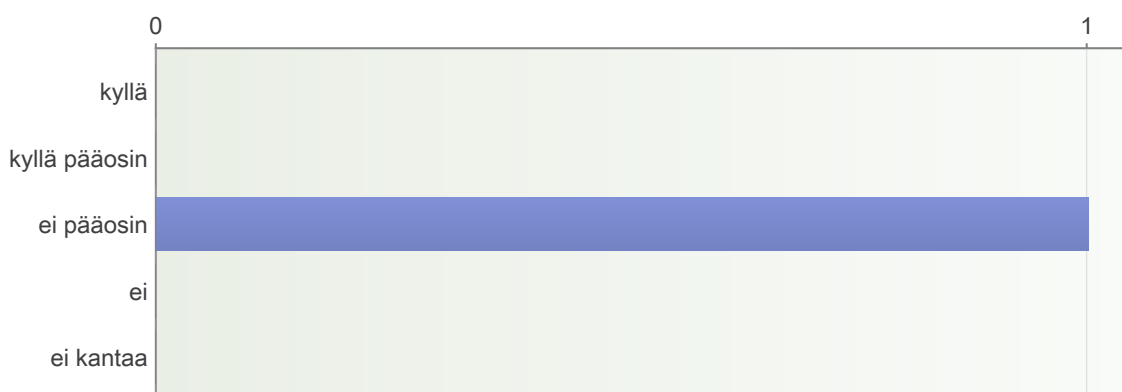 0 1
kyllä
kyllä pääosin
ei pääosin
ei
ei kantaa